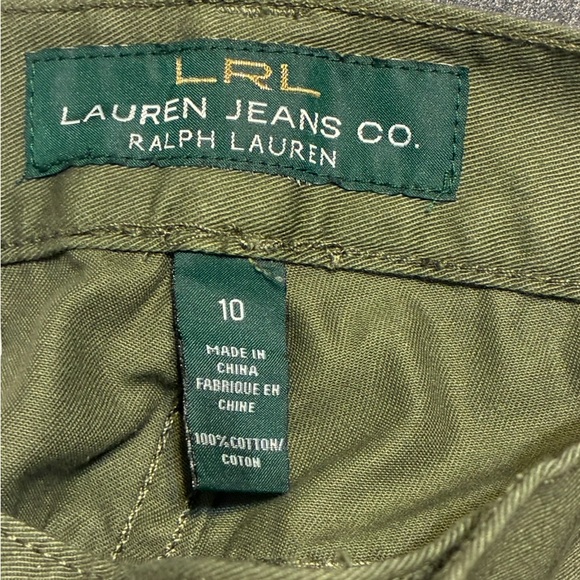 LRL
LAUREN JEANS CO.
RALPH LAUREN
10
MADE IN
CHINA
FABRIQUE EN
CHINE
100% COTTON/
COTON